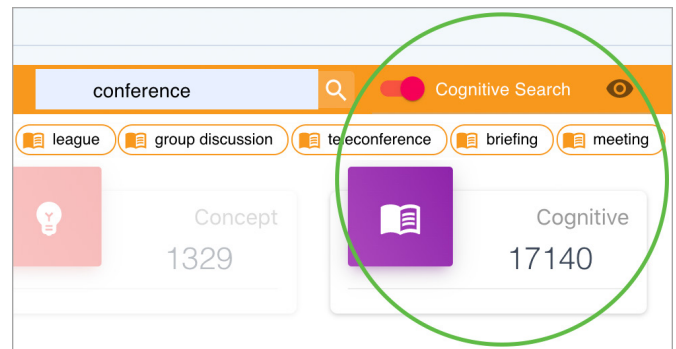 conference Cognitive Search
league group discussion teleconference briefing meeting
Concept
1329
Cognitive
17140